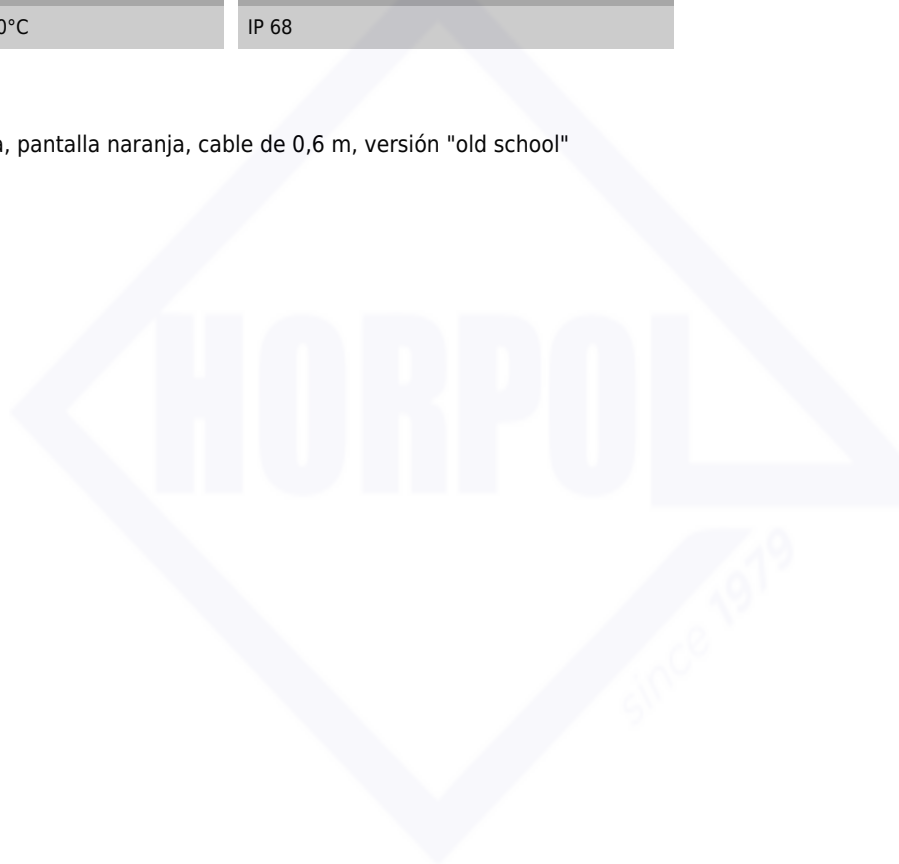 0°C IP 68
, pantalla naranja, cable de 0,6 m, versión "old school"
HORPOL
since 1979